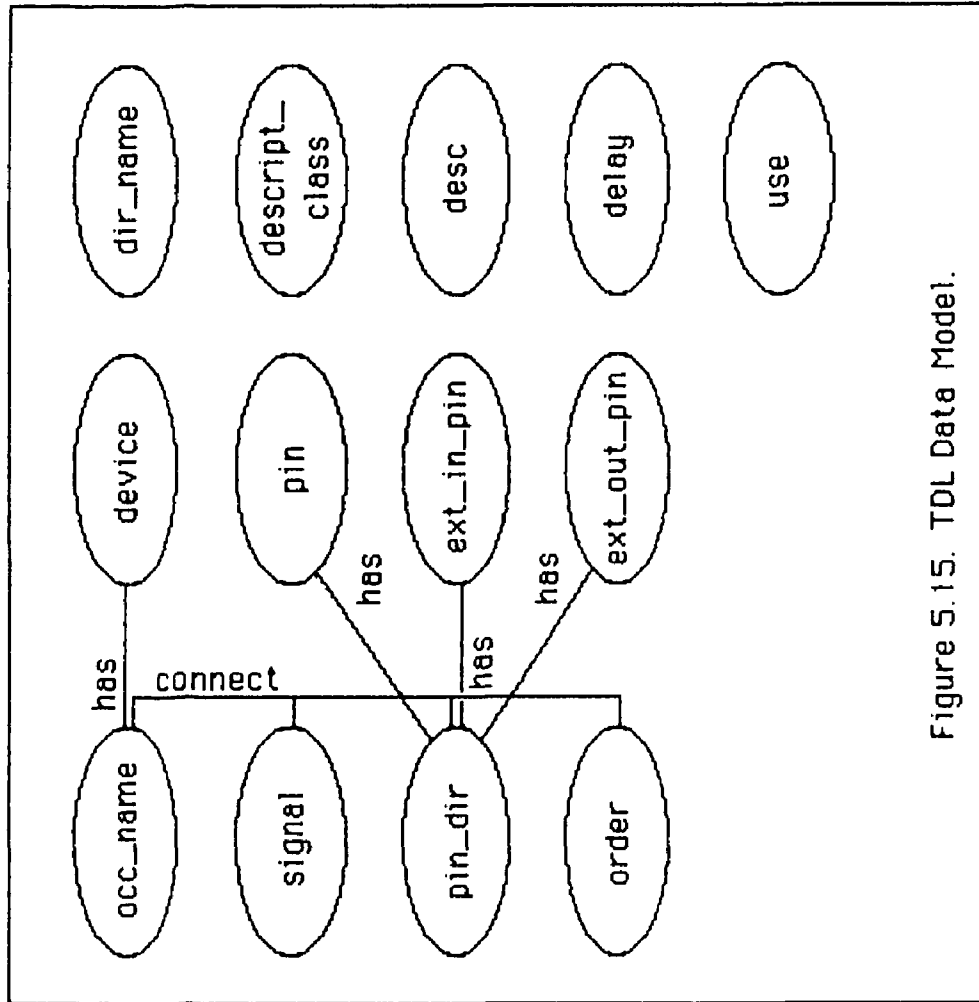 occ_name
has
device
dir_name
connect
signal
pin
descript_
class
has
pin_dir
has
ext_in_pin
desc
has
order
ext_out_pin
delay
use
Figure 5.15. TDL Data Model.